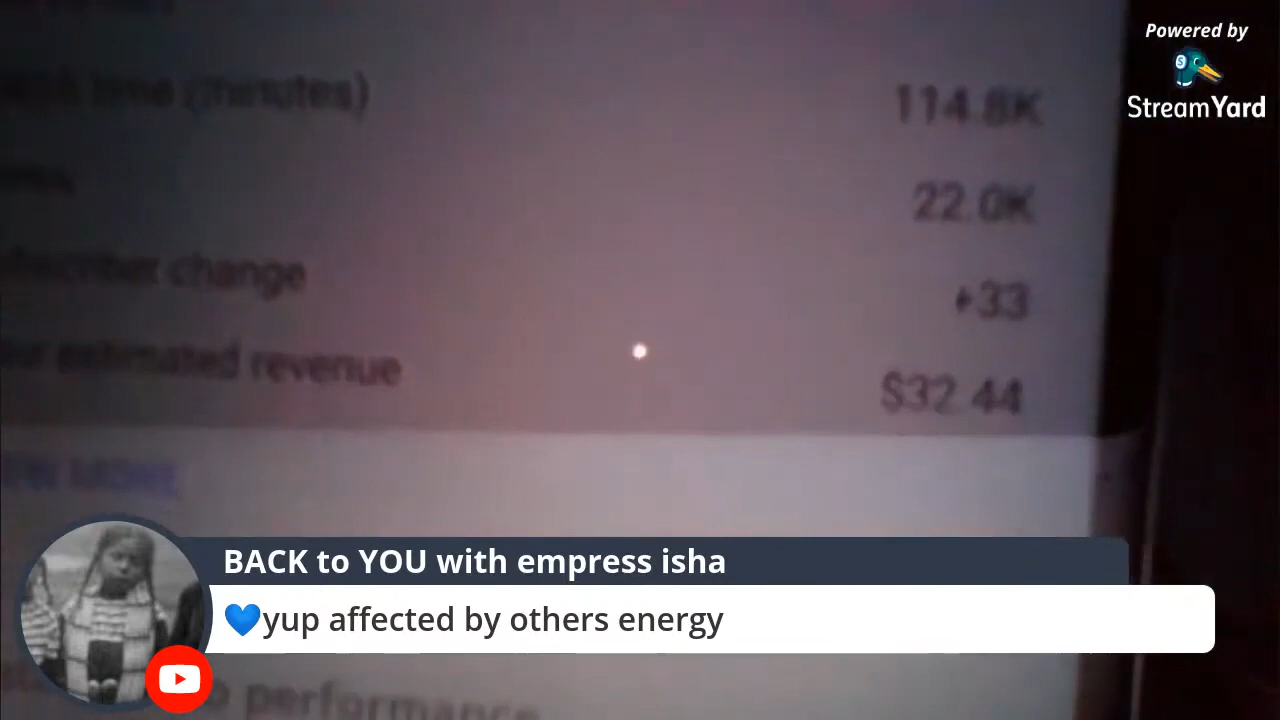 Powered by
StreamYard
time (minutes) 114.8K
22.0K
change +33
estimated revenue $32.44
MORE
BACK to YOU with empress isha
💙yup affected by others energy
performance